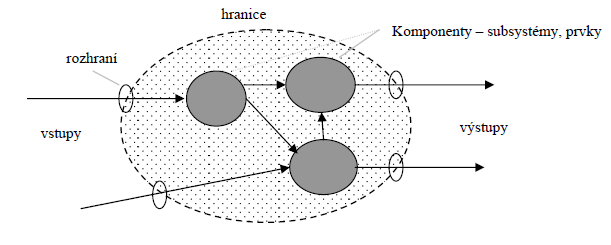 hranice
Komponenty – subsystémy, prvky
rozhraní
vstupy
výstupy